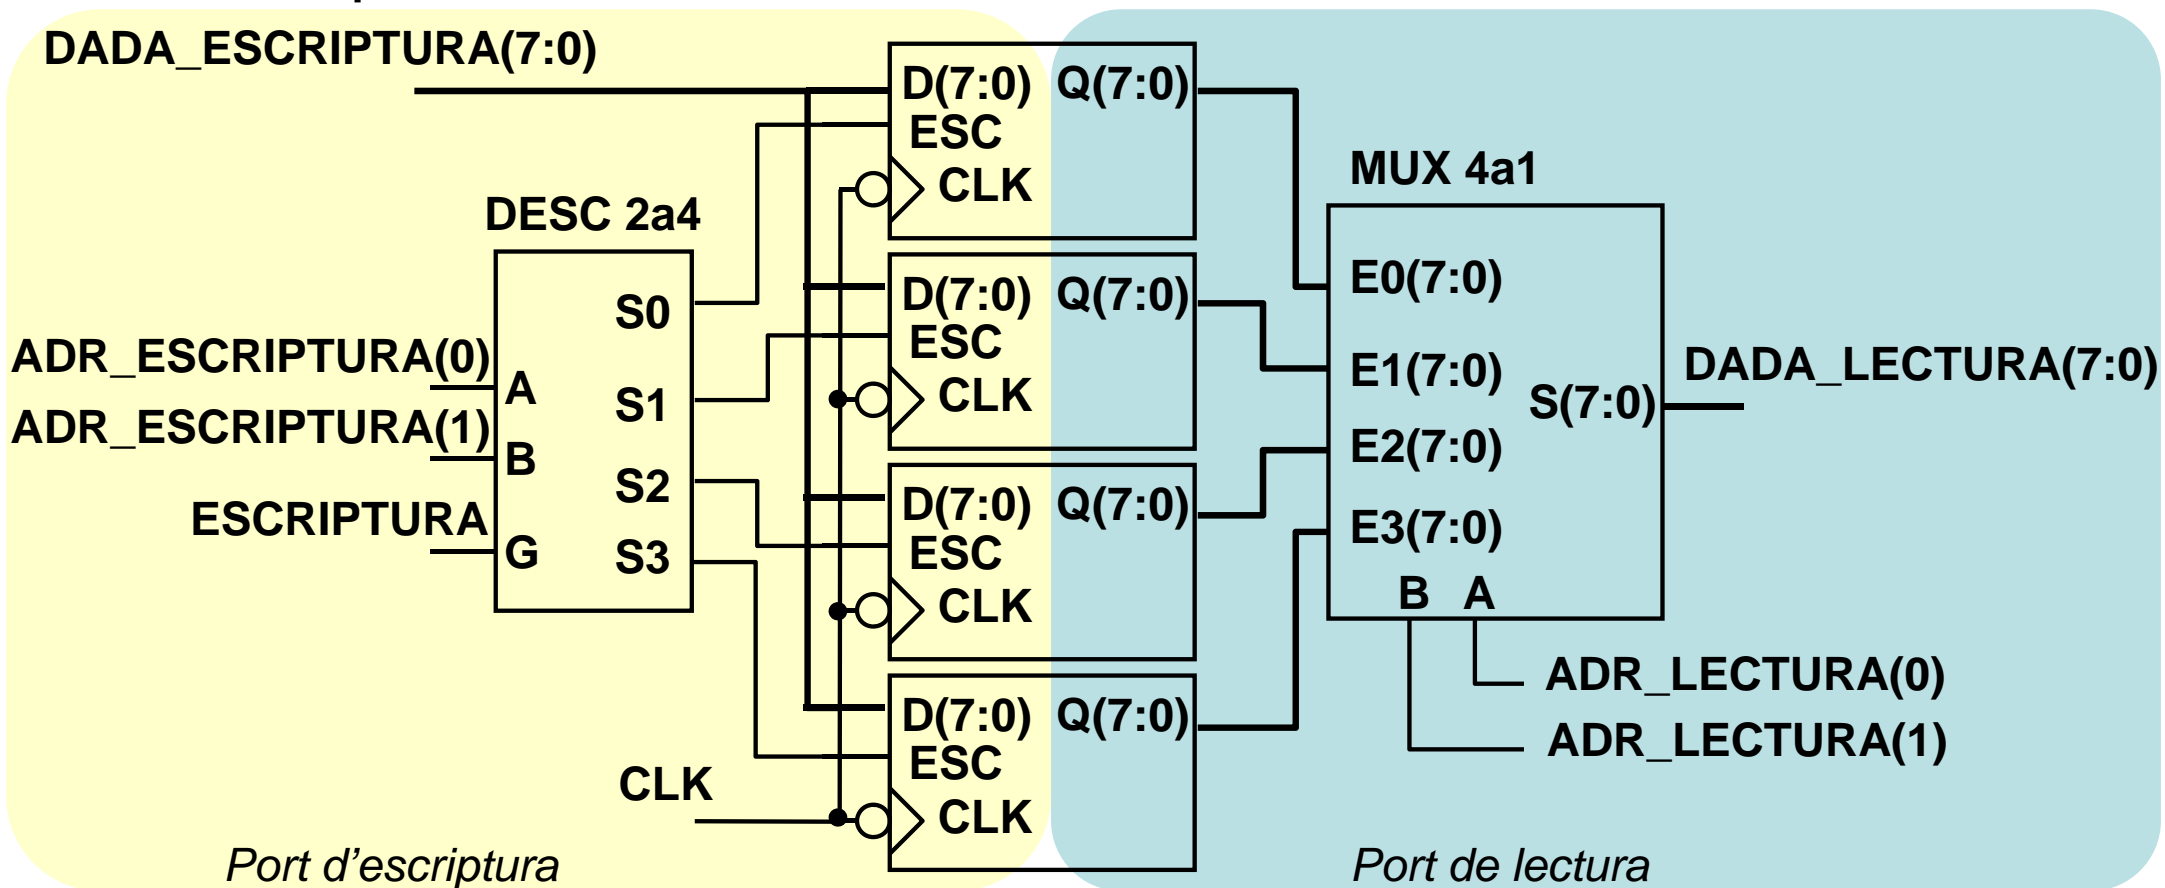 DADA_ESCRIPTURA(7:0)
DESC 2a4
ADR_ESCRIPTURA(0)
ADR_ESCRIPTURA(1)
ESCRIPTURA
A
B
G
S0
S1
S2
S3
CLK
D(7:0) Q(7:0)
ESC
CLK
D(7:0) Q(7:0)
ESC
CLK
D(7:0) Q(7:0)
ESC
CLK
D(7:0) Q(7:0)
ESC
CLK
MUX 4a1
E0(7:0)
E1(7:0)
E2(7:0)
E3(7:0)
S(7:0)
B A
DADA_LECTURA(7:0)
ADR_LECTURA(0)
ADR_LECTURA(1)
Port d’escriptura
Port de lectura